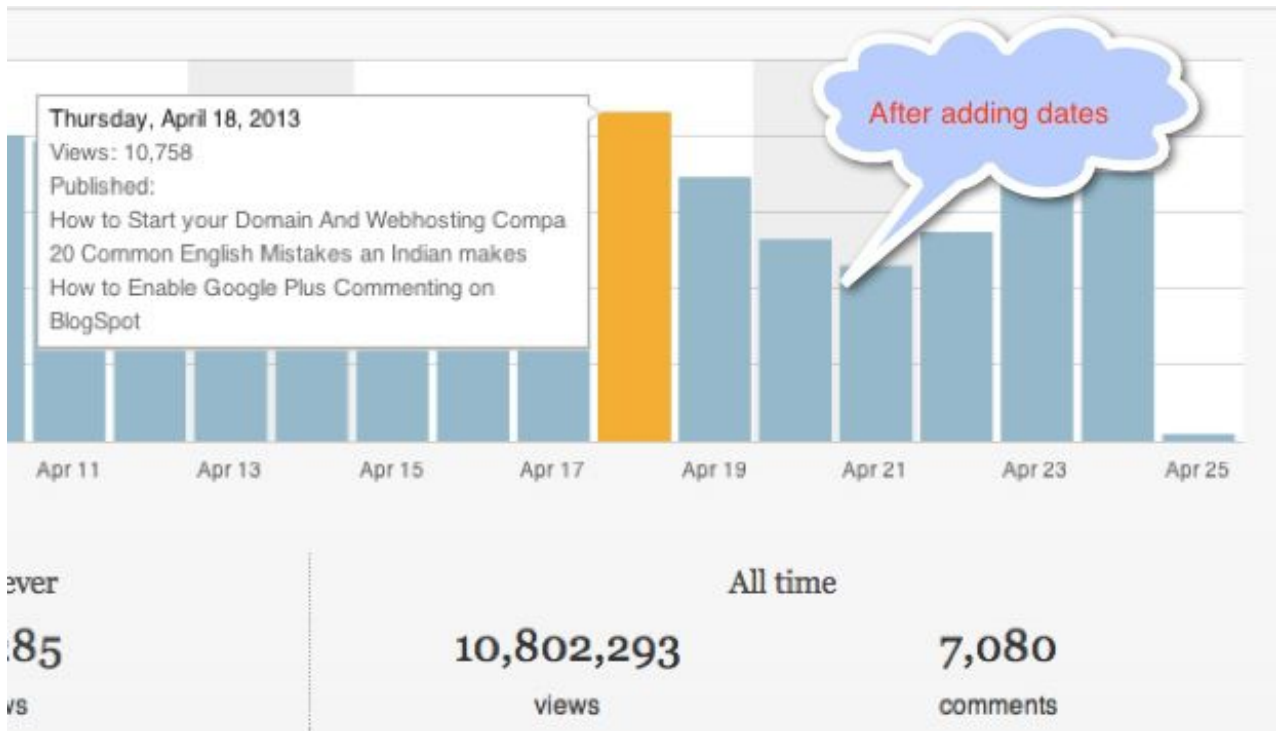 Thursday, April 18, 2013
Views: 10,758
Published:
How to Start your Domain And Webhosting Compa
20 Common English Mistakes an Indian makes
How to Enable Google Plus Commenting on
BlogSpot
After adding dates
Apr 11 Apr 13 Apr 15 Apr 17 Apr 19 Apr 21 Apr 23 Apr 25
ever All time
85 10,802,293 7,080
vs views comments